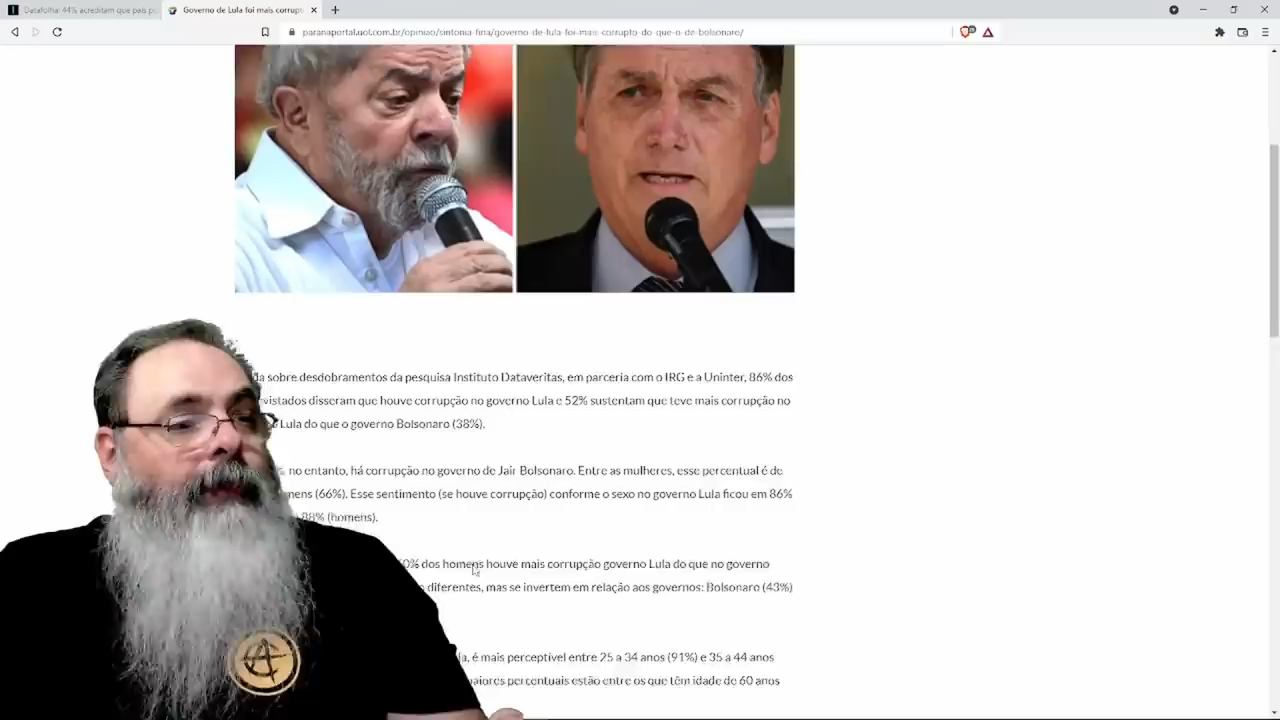 Datafolha: 44% acreditam que país p
Governo de Lula foi mais corrupt
paranaportal.uol.com.br/opiniao/sintonia-fina/governo-de-lula-foi-mais-corrupto-do-que-o-de-bolsonaro/
da sobre desdobramentos da pesquisa Instituto Dataveritas, em parceria com o IRG e a Uninter, 86% dos
vistados disseram que houve corrupção no governo Lula e 52% sustentam que teve mais corrupção no
Lula do que o governo Bolsonaro (38%).
no entanto, há corrupção no governo de Jair Bolsonaro. Entre as mulheres, esse percentual é de
mens (66%). Esse sentimento (se houve corrupção) conforme o sexo no governo Lula ficou em 86%
88% (homens).
0% dos homens houve mais corrupção governo Lula do que no governo
diferentes, mas se invertem em relação aos governos: Bolsonaro (43%)
la, é mais perceptível entre 25 a 34 anos (91%) e 35 a 44 anos
aiores percentuais estão entre os que têm idade de 60 anos